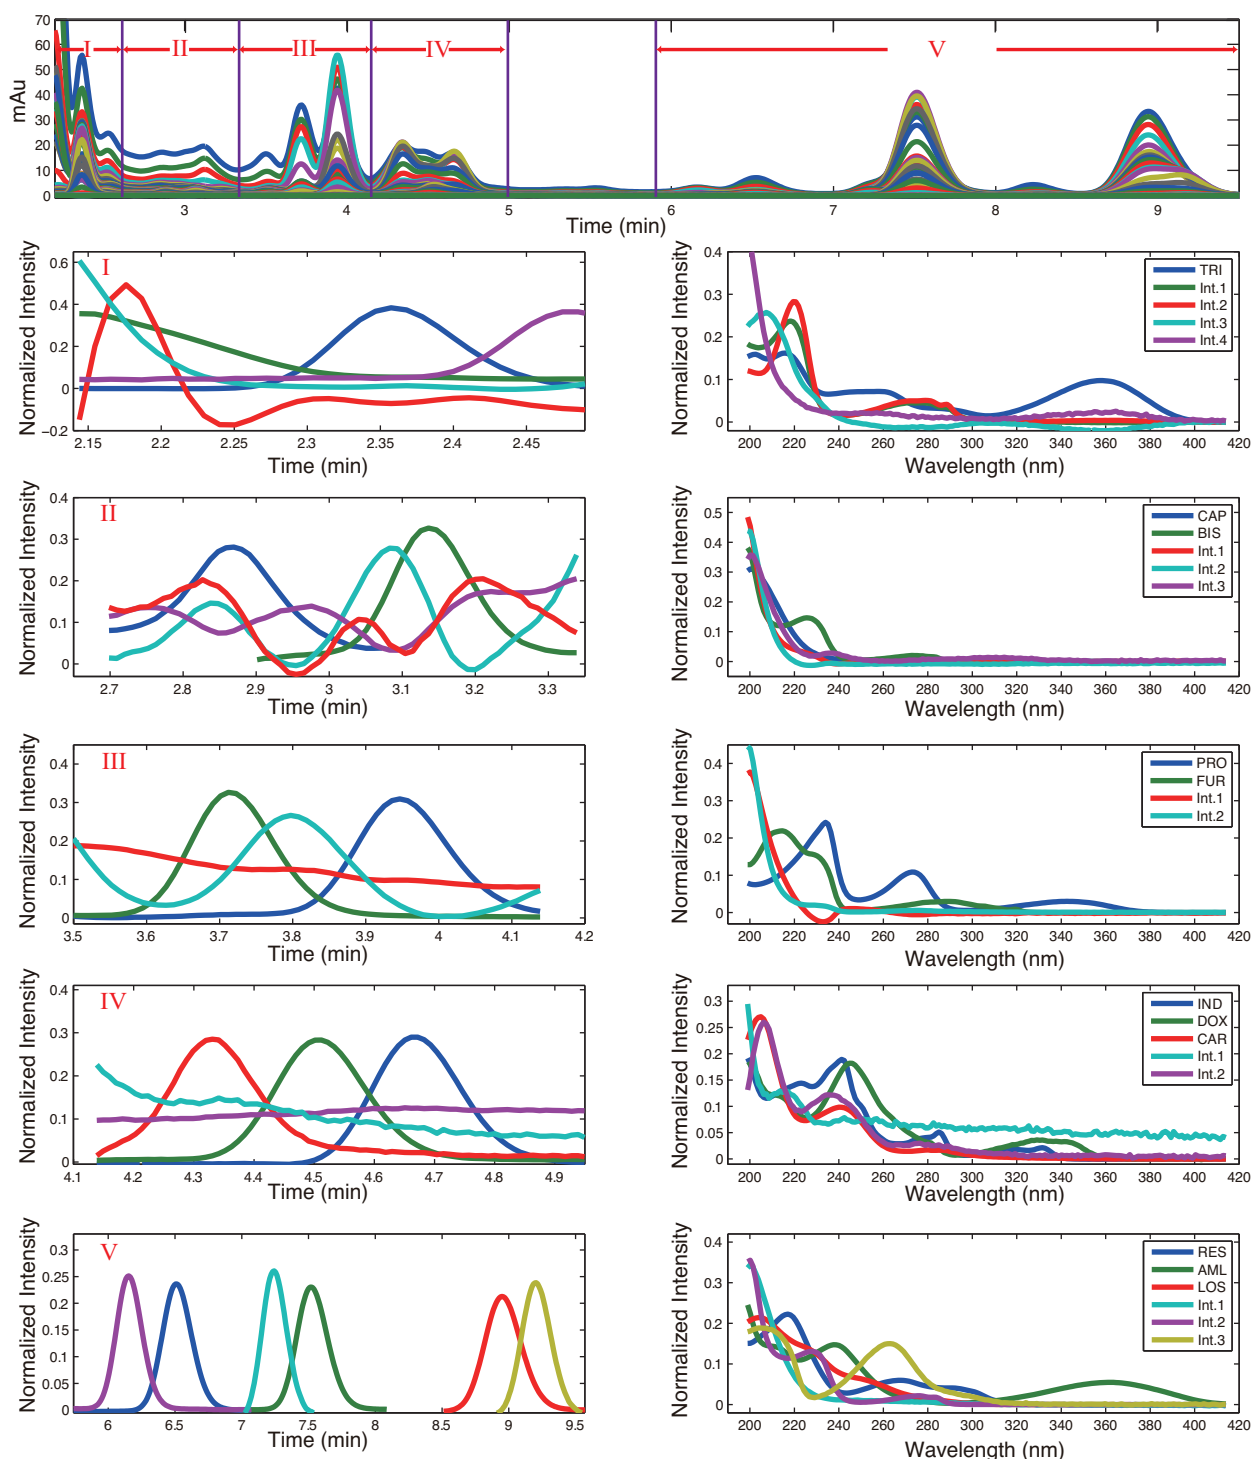 70
60
50
40
30
20
10
0
mAu
I
II
III
IV
V
3
4
5
6
7
8
9
Time (min)
Normalized Intensity
0.6
0.4
0.2
0
−0.2
I
2.15
2.2
2.25
2.3
2.35
2.4
2.45
Time (min)
Normalized Intensity
0.4
0.3
0.2
0.1
0
TRI
Int.1
Int.2
Int.3
Int.4
200 220 240 260 280 300 320 340 360 380 400 420
Wavelength (nm)
Normalized Intensity
0.4
0.3
0.2
0.1
0
II
2.7
2.8
2.9
3
3.1
3.2
3.3
Time (min)
Normalized Intensity
0.5
0.4
0.3
0.2
0.1
0
CAP
BIS
Int.1
Int.2
Int.3
200 220 240 260 280 300 320 340 360 380 400 420
Wavelength (nm)
Normalized Intensity
0.4
0.3
0.2
0.1
0
III
3.5
3.6
3.7
3.8
3.9
4
4.1
4.2
Time (min)
Normalized Intensity
0.4
0.3
0.2
0.1
0
PRO
FUR
Int.1
Int.2
200 220 240 260 280 300 320 340 360 380 400 420
Wavelength (nm)
Normalized Intensity
0.4
0.3
0.2
0.1
0
IV
4.1
4.2
4.3
4.4
4.5
4.6
4.7
4.8
4.9
Time (min)
Normalized Intensity
0.3
0.25
0.2
0.15
0.1
0.05
0
IND
DOX
CAR
Int.1
Int.2
200 220 240 260 280 300 320 340 360 380 400 420
Wavelength (nm)
Normalized Intensity
0.3
0.25
0.2
0.15
0.1
0.05
0
V
6
6.5
7
7.5
8
8.5
9
9.5
Time (min)
Normalized Intensity
0.4
0.3
0.2
0.1
0
RES
AML
LOS
Int.1
Int.2
Int.3
200 220 240 260 280 300 320 340 360 380 400 420
Wavelength (nm)